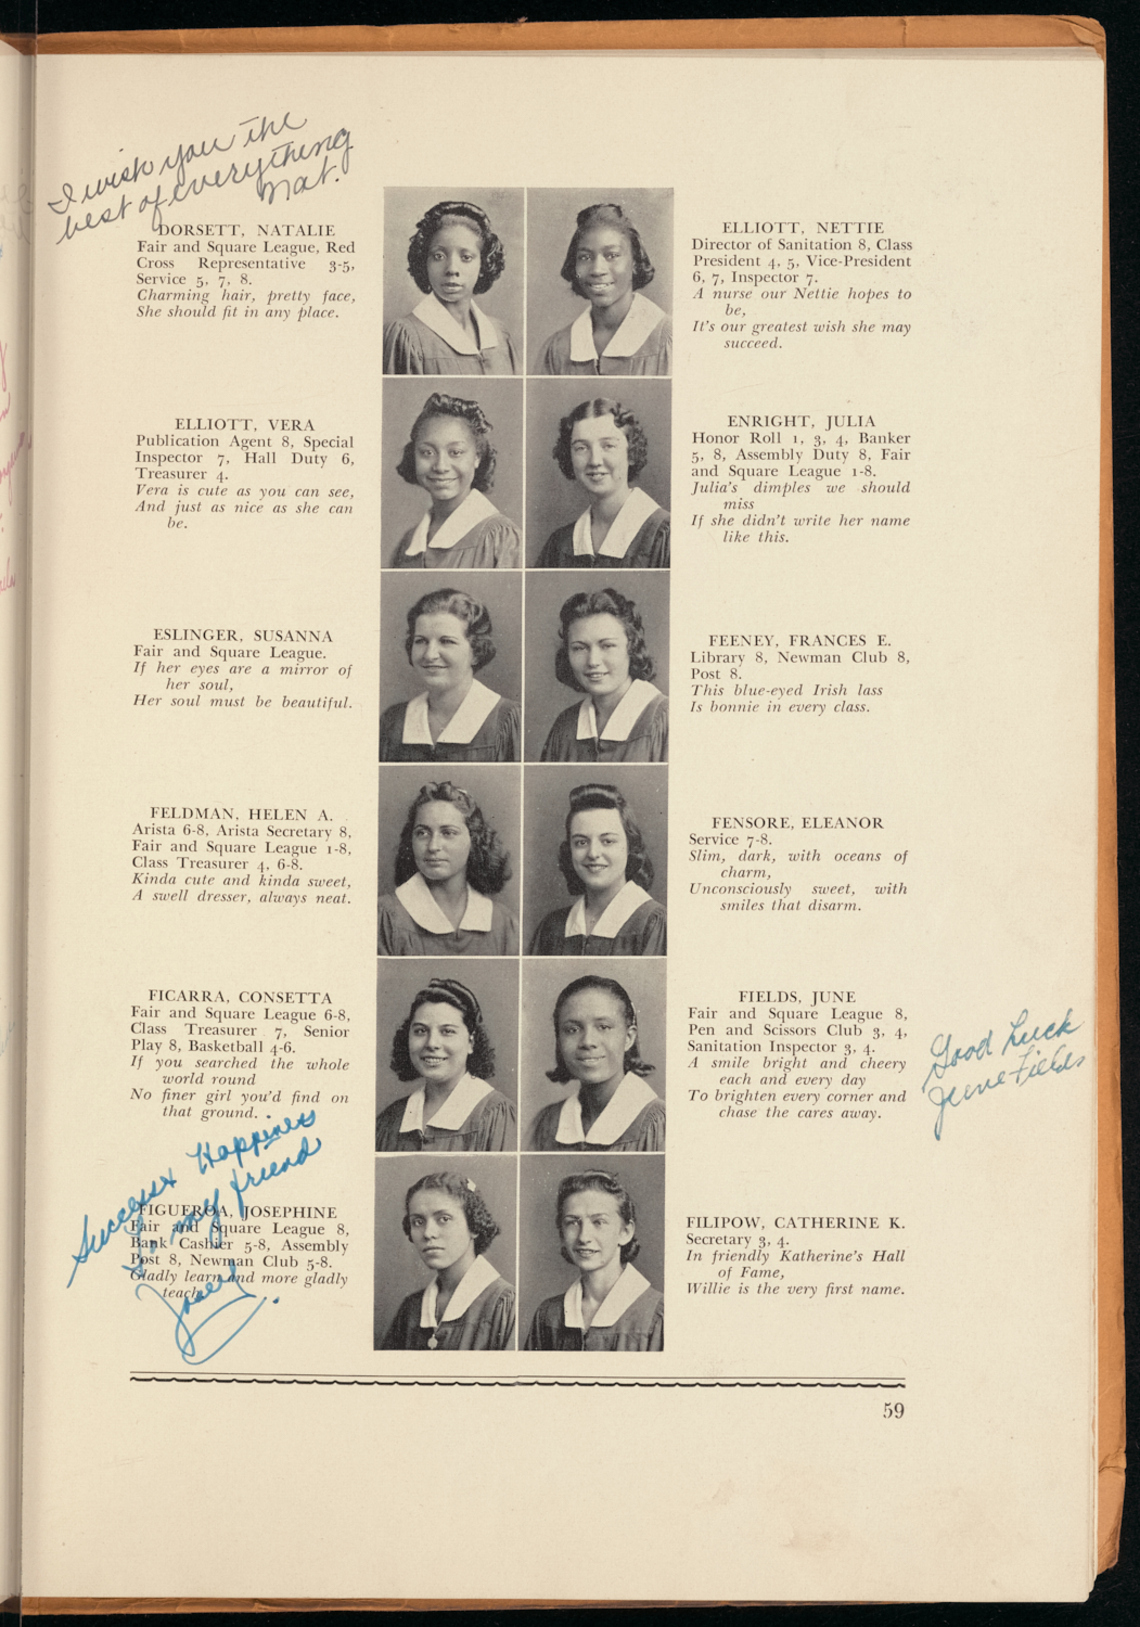 I wish you the
best of everything
Nat.
DORSETT, NATALIE
Fair and Square League, Red
Cross Representative 3-5,
Service 5, 7, 8.
Charming hair, pretty face,
She should fit in any place.
ELLIOTT, NETTIE
Director of Sanitation 8, Class
President 4, 5, Vice-President
6, 7, Inspector 7.
A nurse our Nettie hopes to
be,
It's our greatest wish she may
succeed.
ELLIOTT, VERA
Publication Agent 8, Special
Inspector 7, Hall Duty 6,
Treasurer 4.
Vera is cute as you can see,
And just as nice as she can
be.
ENRIGHT, JULIA
Honor Roll 1, 3, 4, Banker
5, 8, Assembly Duty 8, Fair
and Square League 1-8.
Julia's dimples we should
miss
If she didn't write her name
like this.
ESLINGER, SUSANNA
Fair and Square League.
If her eyes are a mirror of
her soul,
Her soul must be beautiful.
FEENEY, FRANCES E.
Library 8, Newman Club 8,
Post 8.
This blue-eyed Irish lass
Is bonnie in every class.
FELDMAN, HELEN A.
Arista 6-8, Arista Secretary 8,
Fair and Square League 1-8,
Class Treasurer 4, 6-8.
Kinda cute and kinda sweet,
A swell dresser, always neat.
FENSORE, ELEANOR
Service 7-8.
Slim, dark, with oceans of
charm,
Unconsciously sweet, with
smiles that disarm.
FICARRA, CONSETTA
Fair and Square League 6-8,
Class Treasurer 7, Senior
Play 8, Basketball 4-6.
If you searched the whole
world round
No finer girl you'd find on
that ground.
FIELDS, JUNE
Fair and Square League 8,
Pen and Scissors Club 3, 4,
Sanitation Inspector 3, 4.
A smile bright and cheery
each and every day
To brighten every corner and
chase the cares away.
Good Luck
June Fields
Success & Happiness
to my friend
FIGUEROA, JOSEPHINE
Fair and Square League 8,
Bank Cashier 5-8, Assembly
Post 8, Newman Club 5-8.
Gladly learn and more gladly
teach.
FILIPOW, CATHERINE K.
Secretary 3, 4.
In friendly Katherine's Hall
of Fame,
Willie is the very first name.
59